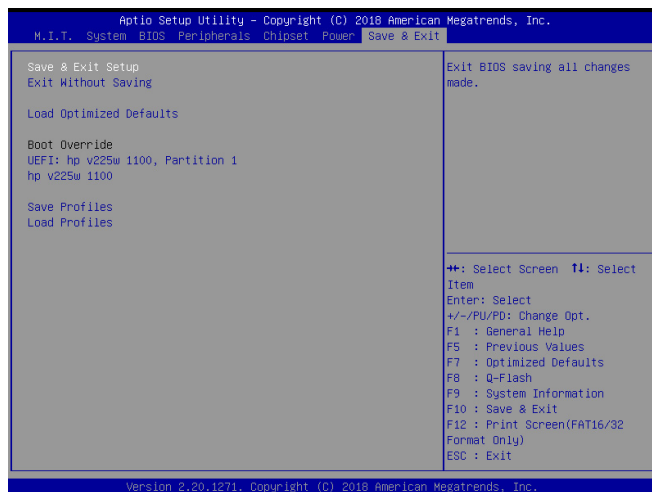 Aptio Setup Utility – Copyright (C) 2018 American Megatrends, Inc.
M.I.T. System BIOS Peripherals Chipset Power Save & Exit
Save & Exit Setup
Exit Without Saving
Load Optimized Defaults
Boot Override
UEFI: hp v225w 1100, Partition 1
hp v225w 1100
Save Profiles
Load Profiles
Exit BIOS saving all changes
made.
→←: Select Screen ↑↓: Select
Item
Enter: Select
+/-/PU/PD: Change Opt.
F1 : General Help
F5 : Previous Values
F7 : Optimized Defaults
F8 : Q-Flash
F9 : System Information
F10 : Save & Exit
F12 : Print Screen(FAT16/32
Format Only)
ESC : Exit
Version 2.20.1271. Copyright (C) 2018 American Megatrends, Inc.